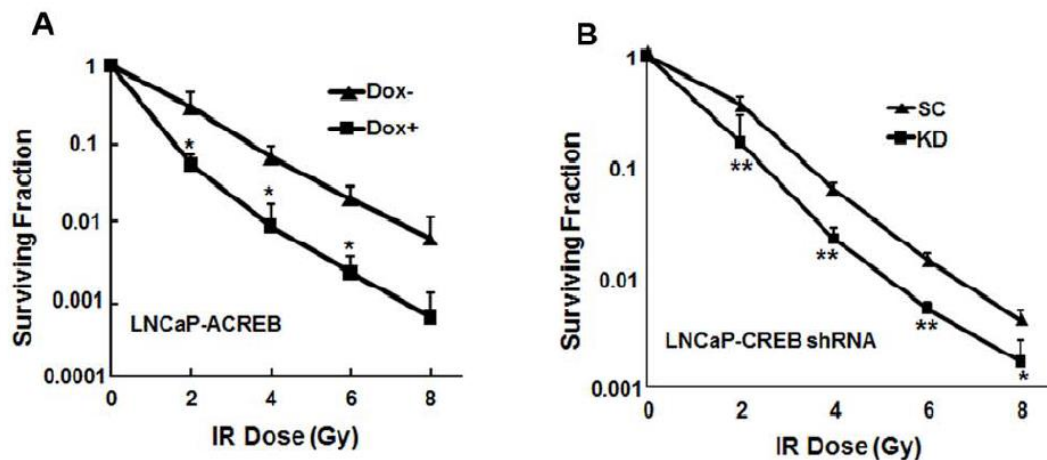 A
Surviving Fraction
1
0.1
0.01
0.001
0.0001
Dox-
Dox+
*
*
*
LNCaP-ACREB
0 2 4 6 8
IR Dose (Gy)
B
Surviving Fraction
1
0.1
0.01
0.001
SC
KD
**
**
**
*
LNCaP-CREB shRNA
0 2 4 6 8
IR Dose (Gy)